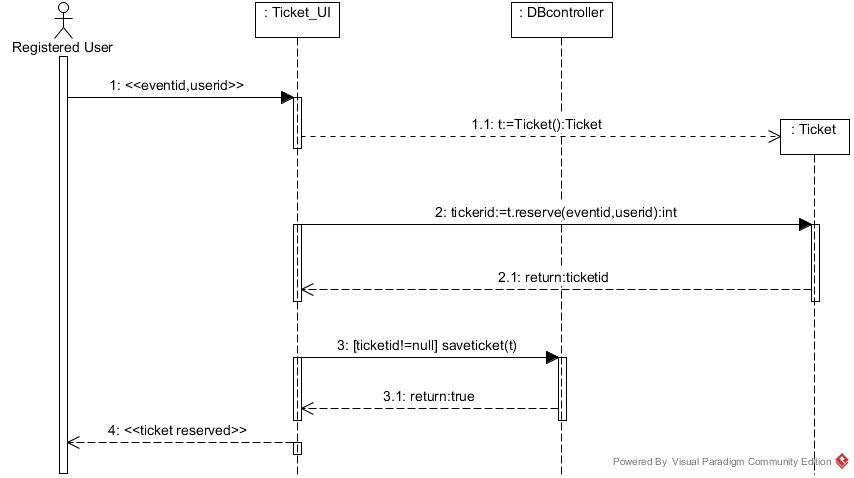 : Ticket_UI
: DBcontroller
Registered User
1: <<eventid,userid>>
1.1: t:=Ticket():Ticket
: Ticket
2: tickerid:=t.reserve(eventid,userid):int
2.1: return:ticketid
3: [ticketid!=null] saveticket(t)
3.1: return:true
4: <<ticket reserved>>
Powered By Visual Paradigm Community Edition